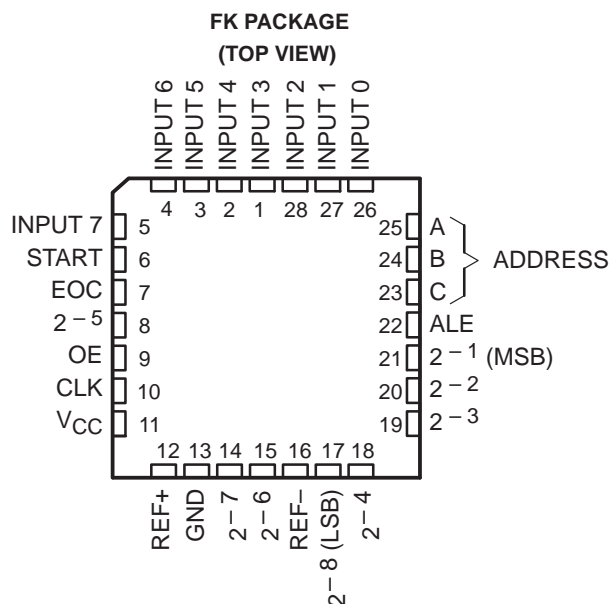 FK PACKAGE
(TOP VIEW)
INPUT 6
INPUT 5
INPUT 4
INPUT 3
INPUT 2
INPUT 1
INPUT 0
4 3 2 1 28 27 26
INPUT 7 5
START 6
EOC 7
2 – 5 8
OE 9
CLK 10
VCC 11
25 A
24 B
23 C
ADDRESS
22 ALE
21 2 – 1 (MSB)
20 2 – 2
19 2 – 3
12 13 14 15 16 17 18
REF+
GND
2 – 7
2 – 6
REF–
2 – 8 (LSB)
2 – 4